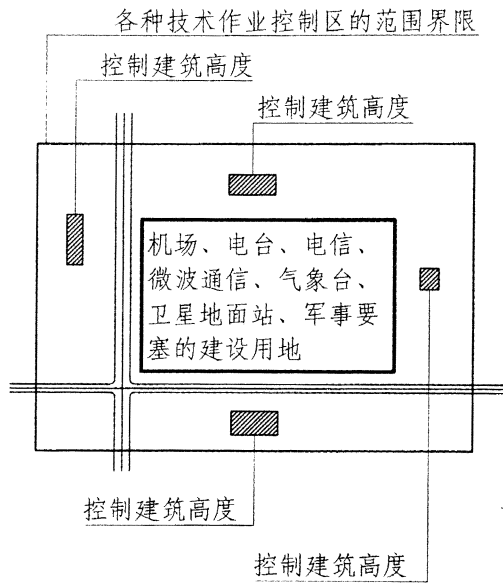 各种技术作业控制区的范围界限
控制建筑高度
控制建筑高度
机场、电台、电信、
微波通信、气象台、
卫星地面站、军事要
塞的建设用地
控制建筑高度
控制建筑高度